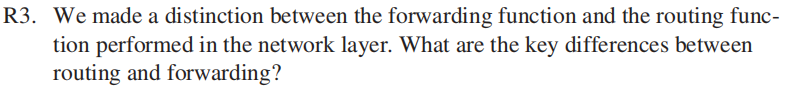 R3. We made a distinction between the forwarding function and the routing func-
tion performed in the network layer. What are the key differences between
routing and forwarding?